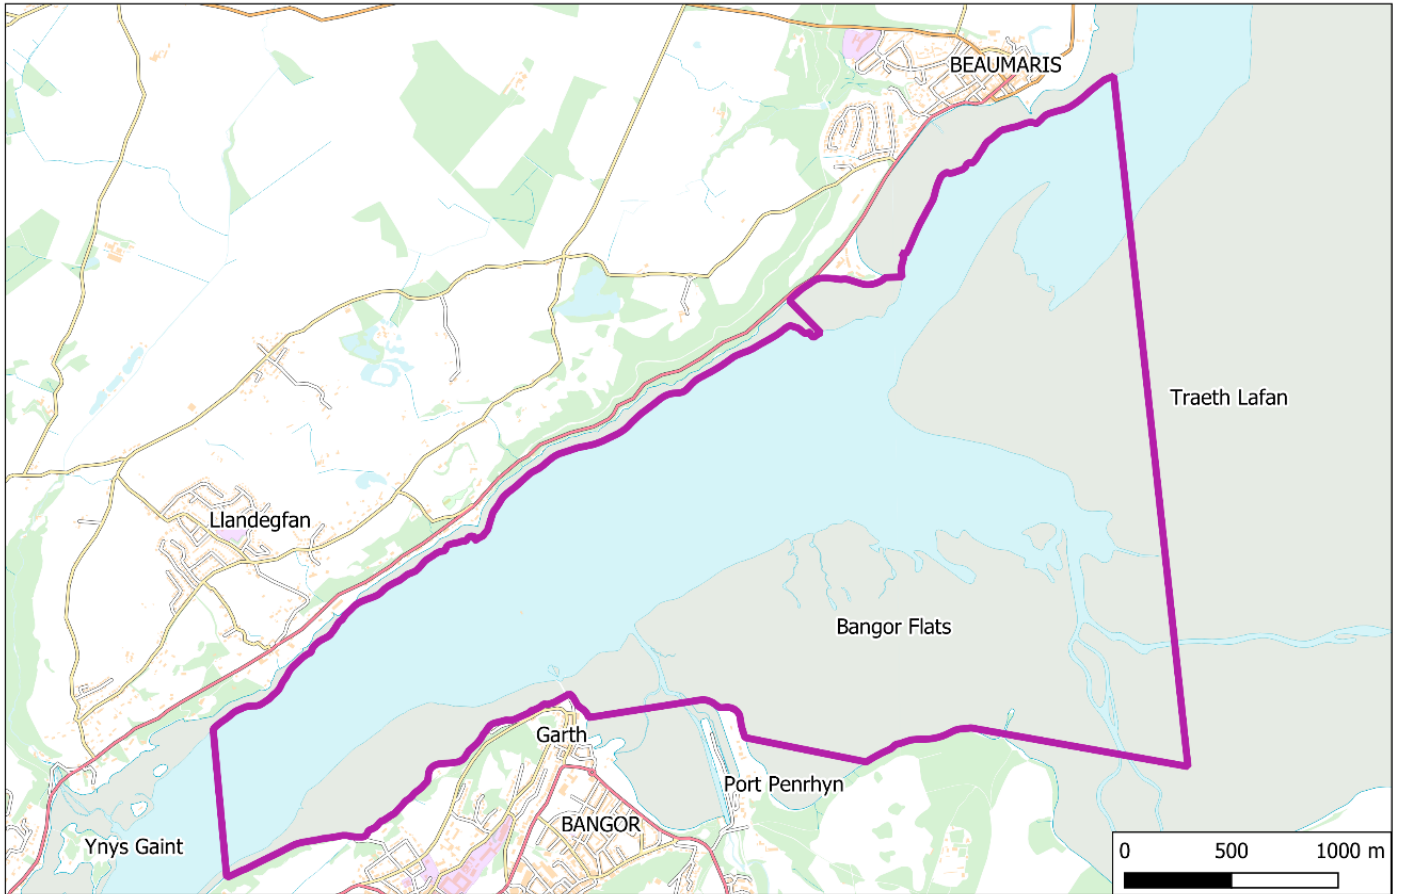 BEAUMARIS
Traeth Lafan
Llandegfan
Bangor Flats
Garth
Port Penrhyn
BANGOR
Ynys Gaint
0 500 1000 m